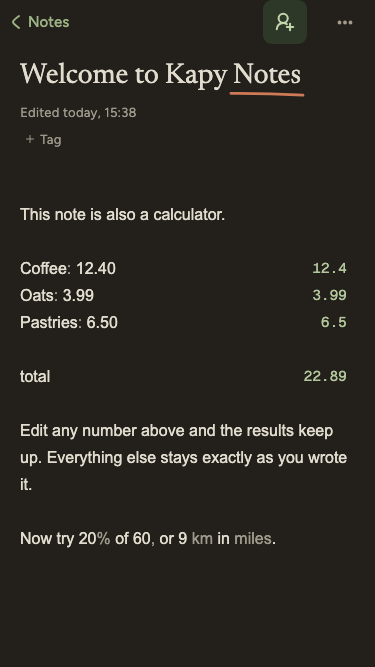 Notes
Welcome to Kapy Notes
Edited today, 15:38
+ Tag
This note is also a calculator.
Coffee: 12.40 12.4
Oats: 3.99 3.99
Pastries: 6.50 6.5
total 22.89
Edit any number above and the results keep
up. Everything else stays exactly as you wrote
it.
Now try 20% of 60, or 9 km in miles.